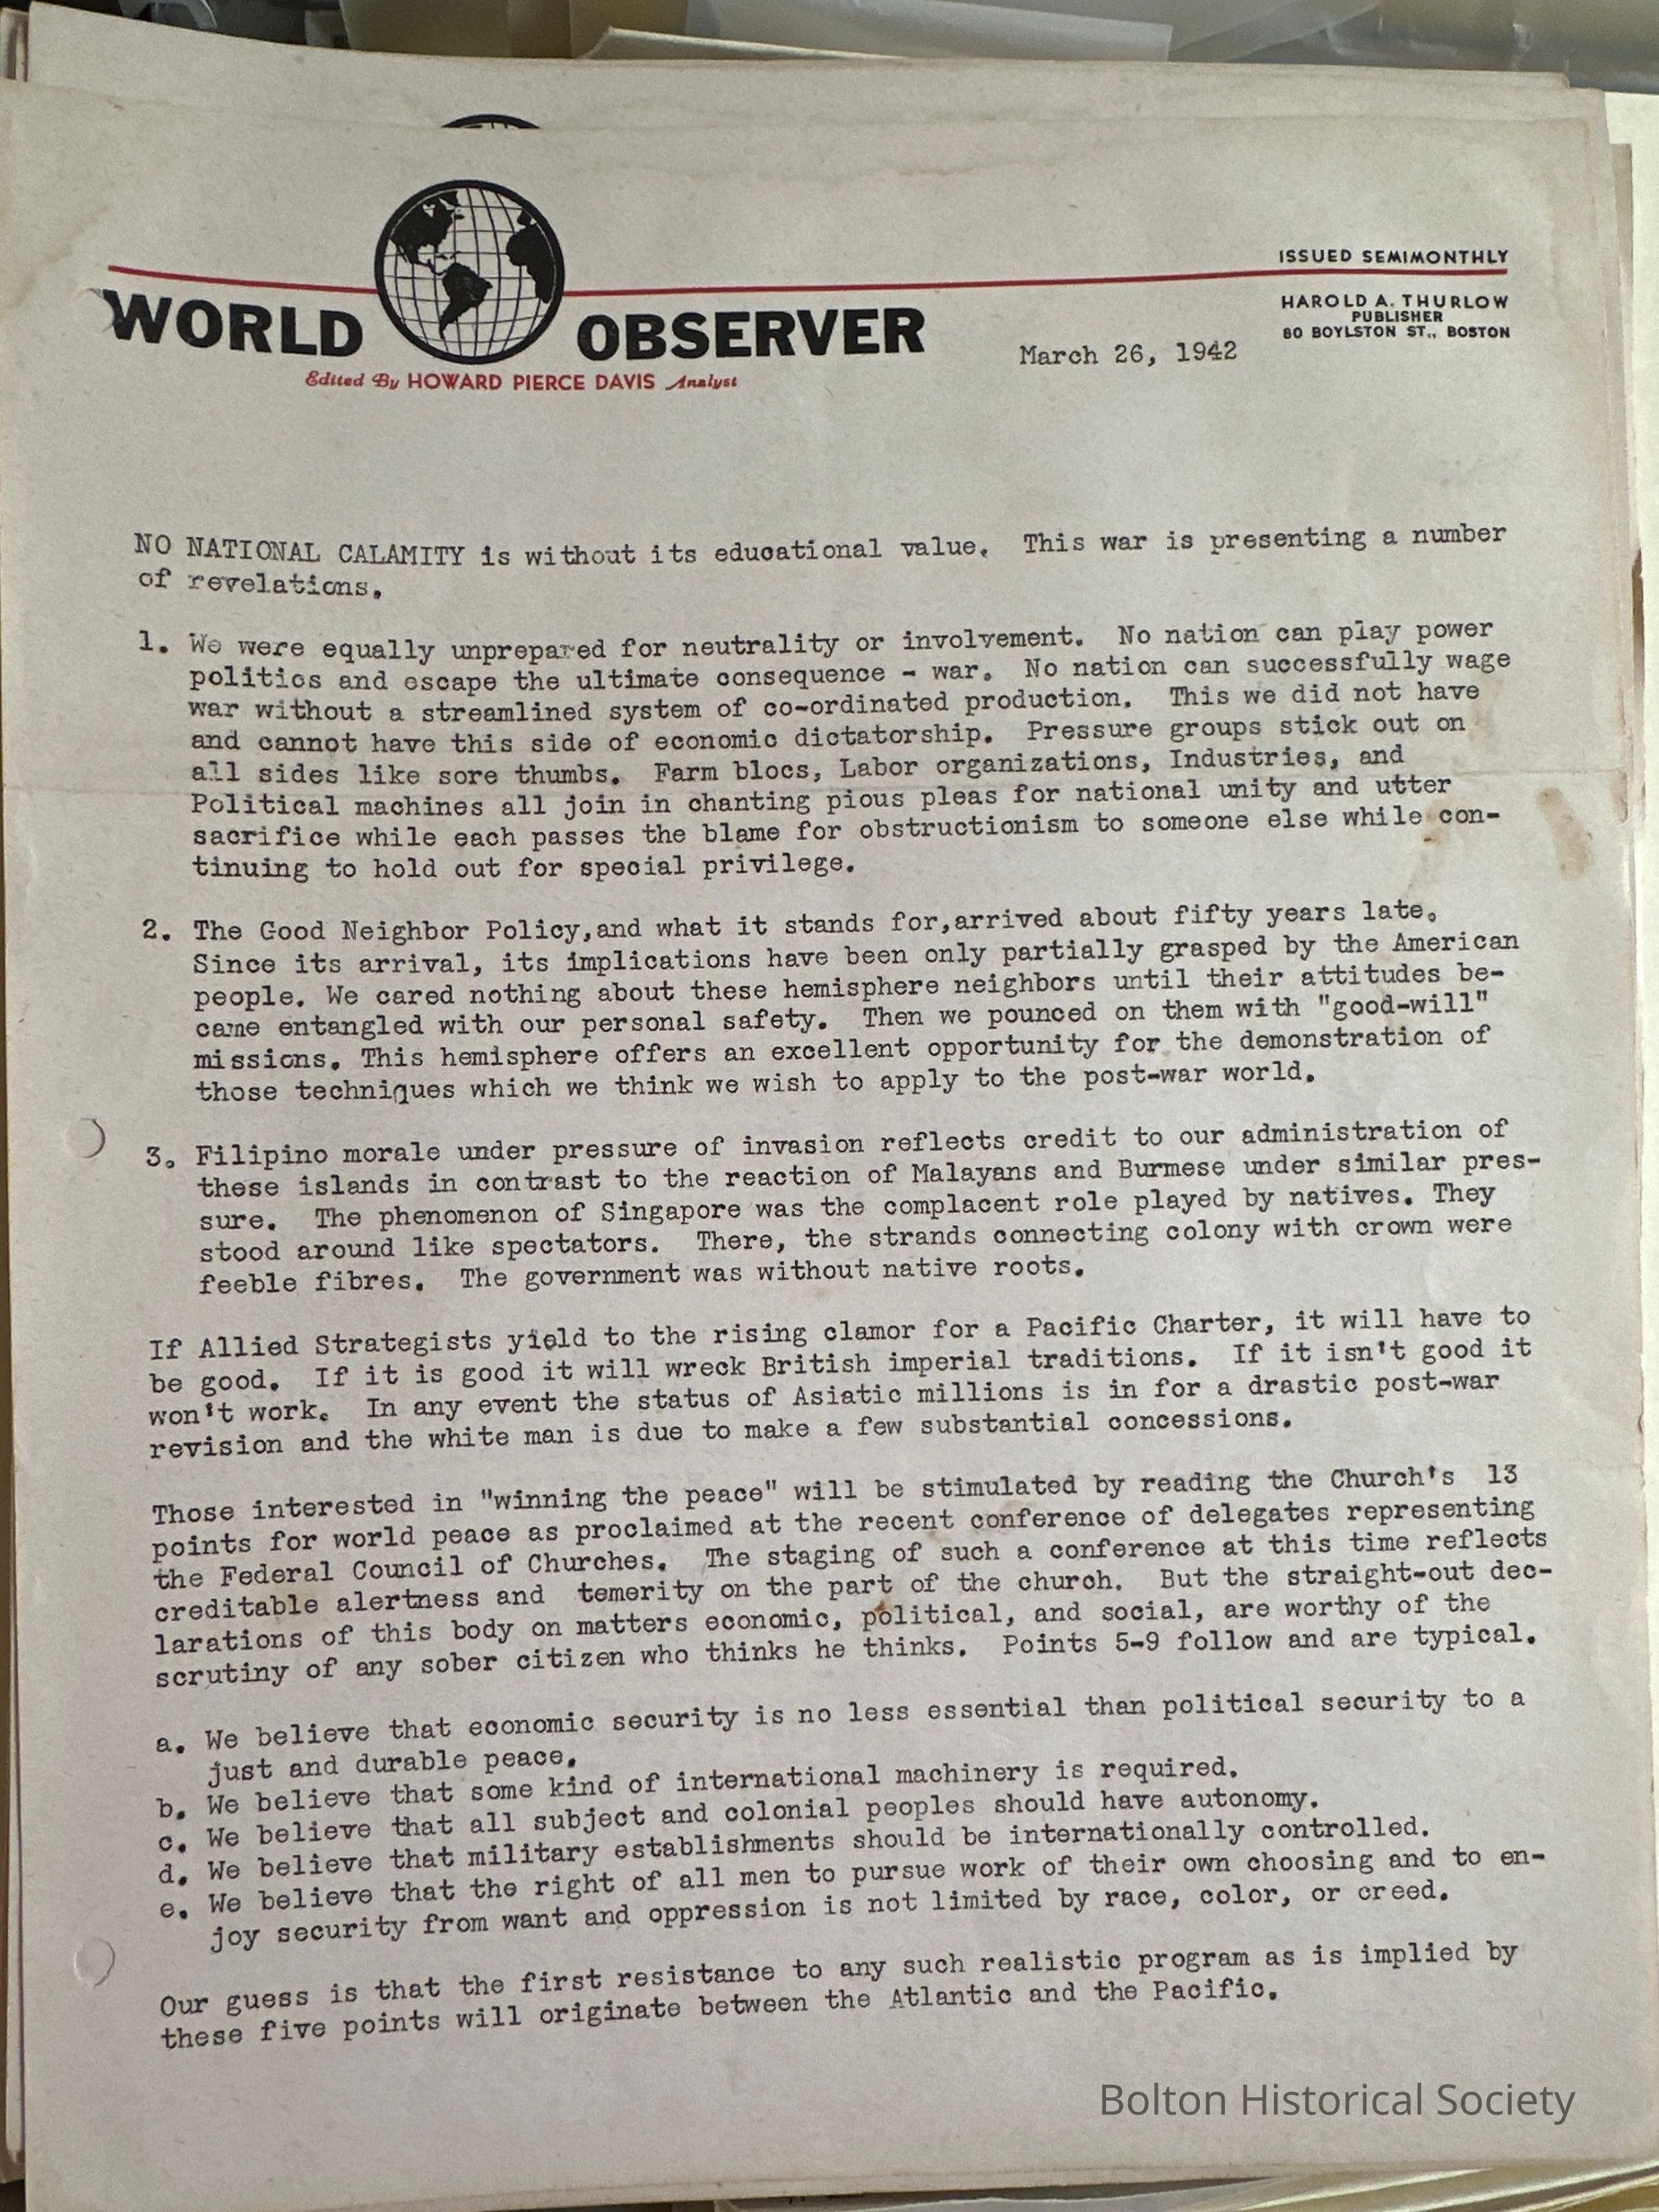 WORLD OBSERVER
Edited By HOWARD PIERCE DAVIS Analyst
ISSUED SEMIMONTHLY
HAROLD A. THURLOW
PUBLISHER
80 BOYLSTON ST., BOSTON
March 26, 1942
NO NATIONAL CALAMITY is without its educational value. This war is presenting a number
of revelations.
1. We were equally unprepared for neutrality or involvement. No nation can play power
politics and escape the ultimate consequence - war. No nation can successfully wage
war without a streamlined system of co-ordinated production. This we did not have
and cannot have this side of economic dictatorship. Pressure groups stick out on
all sides like sore thumbs. Farm blocs, Labor organizations, Industries, and
Political machines all join in chanting pious pleas for national unity and utter
sacrifice while each passes the blame for obstructionism to someone else while con-
tinuing to hold out for special privilege.
2. The Good Neighbor Policy,and what it stands for,arrived about fifty years late.
Since its arrival, its implications have been only partially grasped by the American
people. We cared nothing about these hemisphere neighbors until their attitudes be-
came entangled with our personal safety. Then we pounced on them with "good-will"
missions. This hemisphere offers an excellent opportunity for the demonstration of
those techniques which we think we wish to apply to the post-war world.
3. Filipino morale under pressure of invasion reflects credit to our administration of
these islands in contrast to the reaction of Malayans and Burmese under similar pres-
sure. The phenomenon of Singapore was the complacent role played by natives. They
stood around like spectators. There, the strands connecting colony with crown were
feeble fibres. The government was without native roots.
If Allied Strategists yield to the rising clamor for a Pacific Charter, it will have to
be good. If it is good it will wreck British imperial traditions. If it isn't good it
won't work. In any event the status of Asiatic millions is in for a drastic post-war
revision and the white man is due to make a few substantial concessions.
Those interested in "winning the peace" will be stimulated by reading the Church's 13
points for world peace as proclaimed at the recent conference of delegates representing
the Federal Council of Churches. The staging of such a conference at this time reflects
creditable alertness and temerity on the part of the church. But the straight-out dec-
larations of this body on matters economic, political, and social, are worthy of the
scrutiny of any sober citizen who thinks he thinks. Points 5-9 follow and are typical.
a. We believe that economic security is no less essential than political security to a
just and durable peace.
b. We believe that some kind of international machinery is required.
c. We believe that all subject and colonial peoples should have autonomy.
d. We believe that military establishments should be internationally controlled.
e. We believe that the right of all men to pursue work of their own choosing and to en-
joy security from want and oppression is not limited by race, color, or creed.
Our guess is that the first resistance to any such realistic program as is implied by
these five points will originate between the Atlantic and the Pacific.
Bolton Historical Society